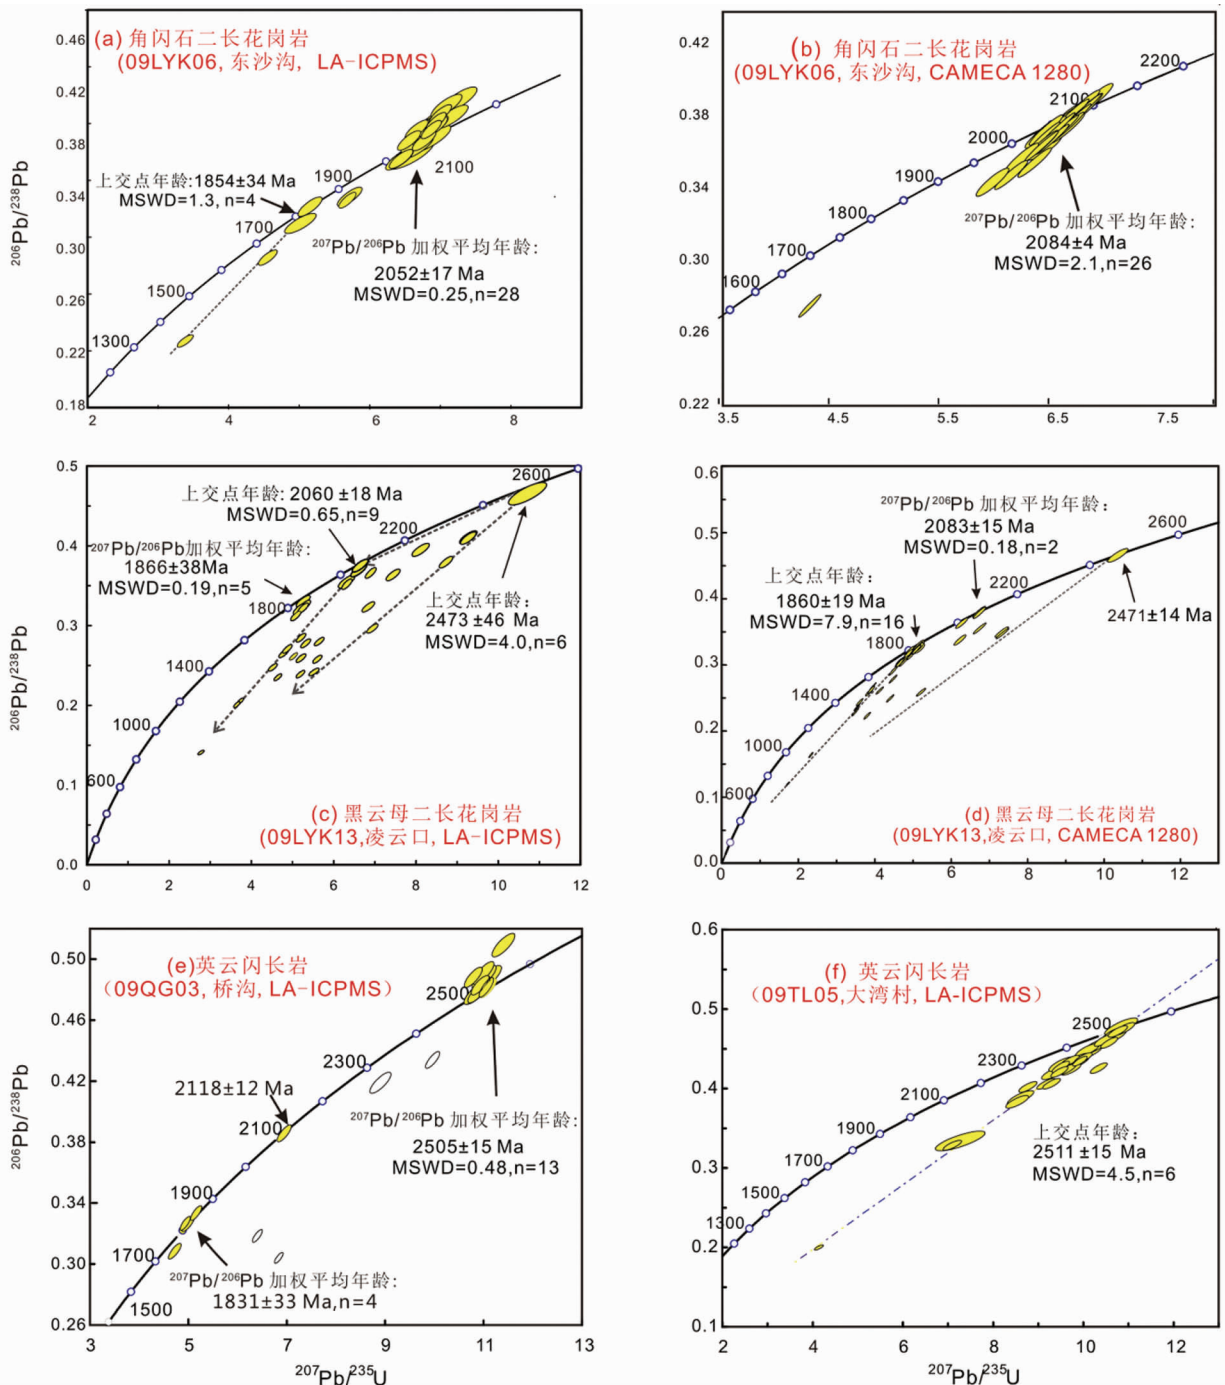 (a) 角闪石二长花岗岩
(09LYK06, 东沙沟, LA-ICPMS)
0.46
0.42
0.38
0.34
0.30
0.26
0.22
0.18
2
4
6
8
1300
1500
1700
1900
2100
上交点年龄:1854±34 Ma
MSWD=1.3, n=4
²⁰⁷Pb/²⁰⁶Pb 加权平均年龄:
2052±17 Ma
MSWD=0.25,n=28
²⁰⁶Pb/²³⁸Pb
(b) 角闪石二长花岗岩
(09LYK06, 东沙沟, CAMECA 1280)
0.42
0.38
0.34
0.30
0.26
0.22
3.5
4.5
5.5
6.5
7.5
1600
1700
1800
1900
2000
2100
2200
²⁰⁷Pb/²⁰⁶Pb 加权平均年龄:
2084±4 Ma
MSWD=2.1, n=26
0.5
0.4
0.3
0.2
0.1
0.0
0
2
4
6
8
10
12
600
1000
1400
1800
2200
2600
上交点年龄: 2060 ±18 Ma
MSWD=0.65,n=9
²⁰⁷Pb/²⁰⁶Pb加权平均年龄:
1866±38Ma
MSWD=0.19,n=5
上交点年龄:
2473 ±46 Ma
MSWD=4.0, n=6
²⁰⁶Pb/²³⁸Pb
(c) 黑云母二长花岗岩
(09LYK13,凌云口, LA-ICPMS)
0.6
0.5
0.4
0.3
0.2
0.1
0.0
0
2
4
6
8
10
12
600
1000
1400
1800
2200
2600
²⁰⁷Pb/²⁰⁶Pb 加权平均年龄:
2083±15 Ma
MSWD=0.18,n=2
上交点年龄:
1860±19 Ma
MSWD=7.9,n=16
2471±14 Ma
(d) 黑云母二长花岗岩
(09LYK13,凌云口, CAMECA 1280)
(e)英云闪长岩
(09QG03, 桥沟, LA-ICPMS)
0.50
0.46
0.42
0.38
0.34
0.30
0.26
3
5
7
9
11
13
1500
1700
1900
2100
2300
2500
2118±12 Ma
²⁰⁷Pb/²⁰⁶Pb 加权平均年龄:
2505±15 Ma
MSWD=0.48,n=13
²⁰⁷Pb/²⁰⁶Pb 加权平均年龄:
1831±33 Ma,n=4
²⁰⁶Pb/²³⁸Pb
²⁰⁷Pb/²³⁵U
(f) 英云闪长岩
(09TL05,大湾村, LA-ICPMS)
0.6
0.5
0.4
0.3
0.2
0.1
2
4
6
8
10
12
1300
1500
1700
1900
2100
2300
2500
上交点年龄:
2511 ±15 Ma
MSWD=4.5, n=6
²⁰⁷Pb/²³⁵U